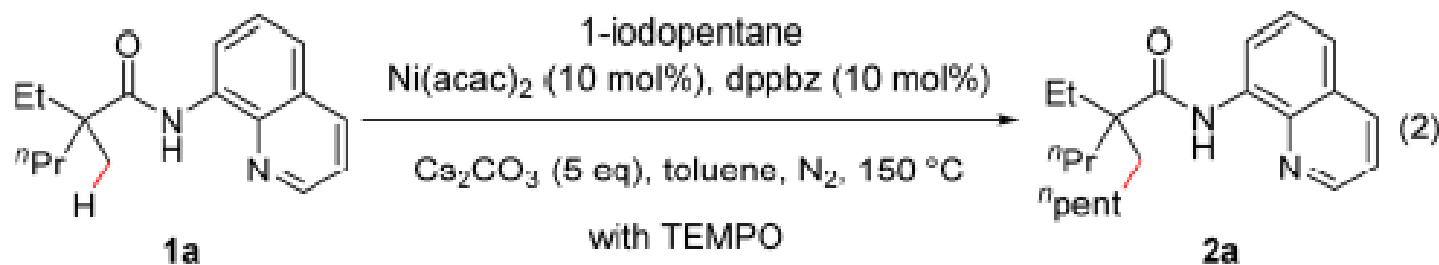 1-iodopentane
Ni(acac)₂ (10 mol%), dppbz (10 mol%)
Cs₂CO₃ (5 eq), toluene, N₂, 150 °C
with TEMPO
O
Et
N
H
ⁿPr
N
H
1a
O
Et
N
H
ⁿPr
N
ⁿpent
2a
(2)